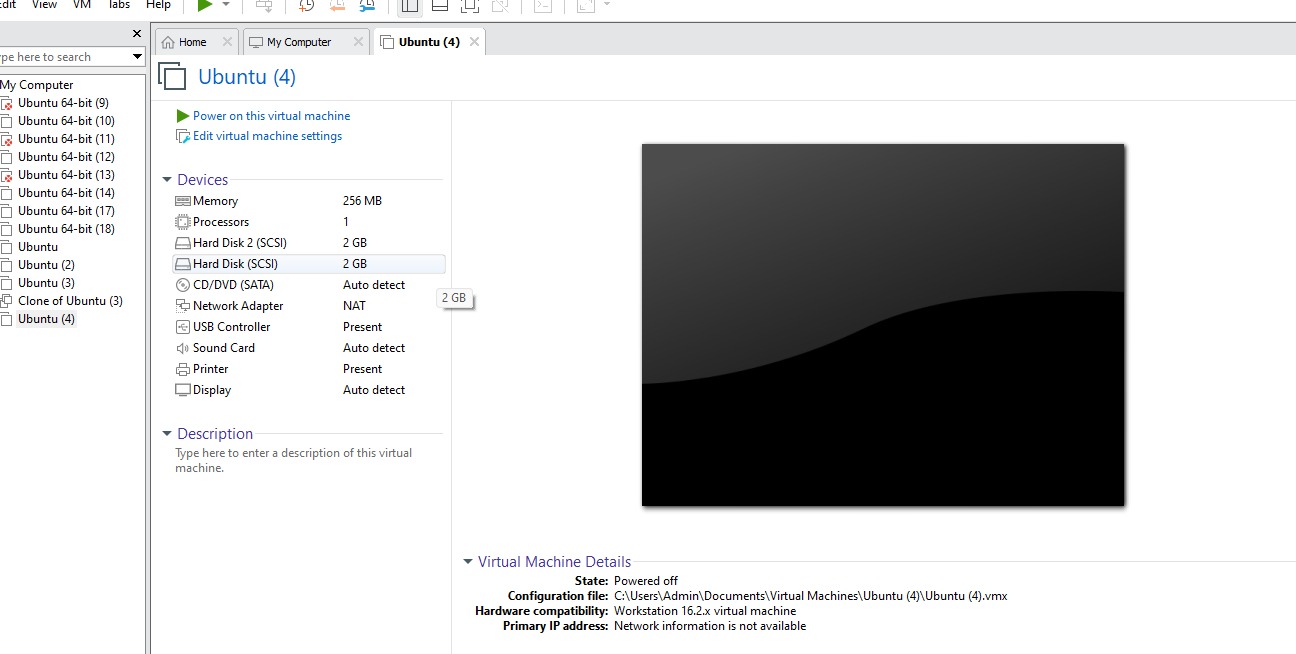 View VM Help
Home My Computer Ubuntu (4)
here to search
My Computer
Ubuntu 64-bit (9)
Ubuntu 64-bit (10)
Ubuntu 64-bit (11)
Ubuntu 64-bit (12)
Ubuntu 64-bit (13)
Ubuntu 64-bit (14)
Ubuntu 64-bit (17)
Ubuntu 64-bit (18)
Ubuntu
Ubuntu (2)
Ubuntu (3)
Clone of Ubuntu (3)
Ubuntu (4)
Ubuntu (4)
Power on this virtual machine
Edit virtual machine settings
Devices
Memory 256 MB
Processors 1
Hard Disk 2 (SCSI) 2 GB
Hard Disk (SCSI) 2 GB
CD/DVD (SATA) Auto detect
2 GB
Network Adapter NAT
USB Controller Present
Sound Card Auto detect
Printer Present
Display Auto detect
Description
Type here to enter a description of this virtual
machine.
Virtual Machine Details
State: Powered off
Configuration file: C:\Users\Admin\Documents\Virtual Machines\Ubuntu (4)\Ubuntu (4).vmx
Hardware compatibility: Workstation 16.2.x virtual machine
Primary IP address: Network information is not available